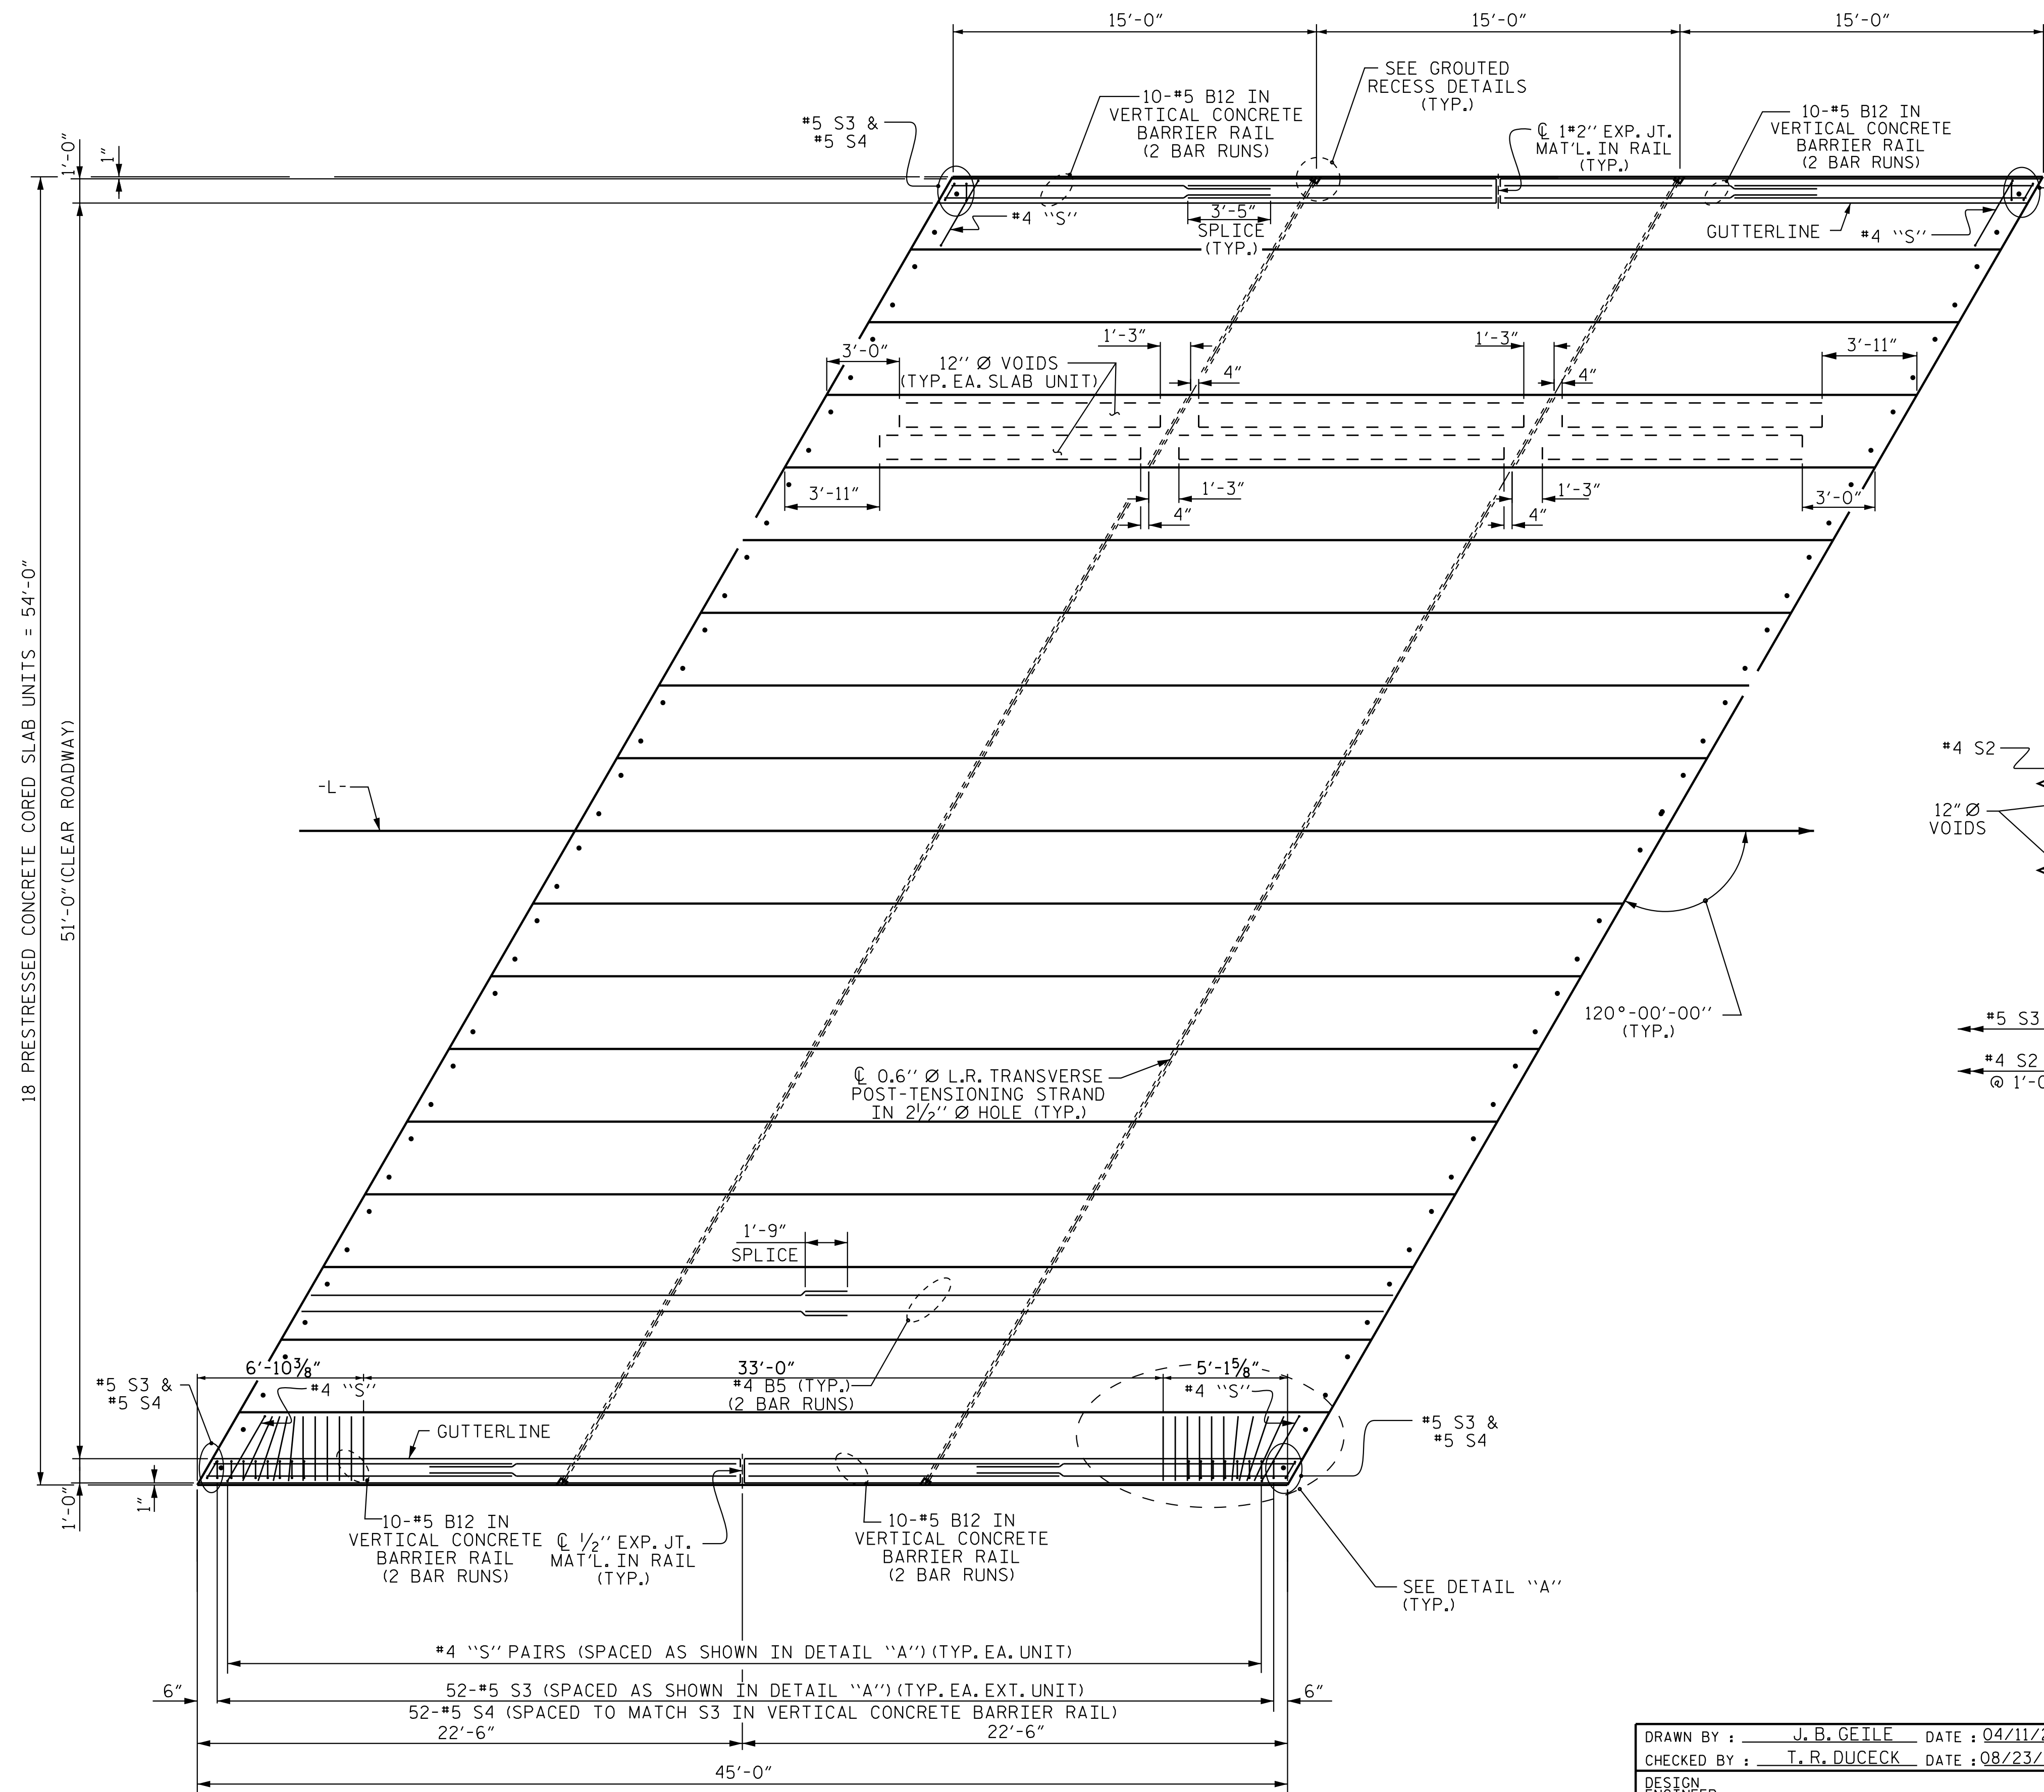 15'-0"
15'-0"
15'-0"
SEE GROUTED
RECESS DETAILS
(TYP.)
10-#5 B12 IN
VERTICAL CONCRETE
BARRIER RAIL
(2 BAR RUNS)
#5 S3 &
#5 S4
℄ 1#2" EXP. JT.
MAT'L. IN RAIL
(TYP.)
10-#5 B12 IN
VERTICAL CONCRETE
BARRIER RAIL
(2 BAR RUNS)
1'-0"
1"
#4 "S"
3'-5"
SPLICE
(TYP.)
GUTTERLINE
#4 "S"
3'-0"
12" Ø VOIDS
(TYP. EA. SLAB UNIT)
1'-3"
4"
1'-3"
4"
3'-11"
3'-11"
1'-3"
4"
1'-3"
4"
3'-0"
18 PRESTRESSED CONCRETE CORED SLAB UNITS = 54'-0"
51'-0" (CLEAR ROADWAY)
-L-
#4 S2
12" Ø
VOIDS
120°-00'-00"
(TYP.)
#5 S3
#4 S2
@ 1'-0
℄ 0.6" Ø L.R. TRANSVERSE
POST-TENSIONING STRAND
IN 2½" Ø HOLE (TYP.)
1'-9"
SPLICE
6'-10⅜"
33'-0"
5'-1⅝"
#5 S3 &
#5 S4
#4 "S"
#4 B5 (TYP.)
(2 BAR RUNS)
#4 "S"
#5 S3 &
#5 S4
GUTTERLINE
1'-0"
1"
10-#5 B12 IN
VERTICAL CONCRETE
BARRIER RAIL
(2 BAR RUNS)
℄ ½" EXP. JT.
MAT'L. IN RAIL
(TYP.)
10-#5 B12 IN
VERTICAL CONCRETE
BARRIER RAIL
(2 BAR RUNS)
SEE DETAIL "A"
(TYP.)
#4 "S" PAIRS (SPACED AS SHOWN IN DETAIL "A") (TYP. EA. UNIT)
6"
52-#5 S3 (SPACED AS SHOWN IN DETAIL "A") (TYP. EA. EXT. UNIT)
6"
52-#5 S4 (SPACED TO MATCH S3 IN VERTICAL CONCRETE BARRIER RAIL)
22'-6"
22'-6"
45'-0"
DRAWN BY : J. B. GEILE DATE : 04/11/
CHECKED BY : T. R. DUCECK DATE : 08/23/
DESIGN